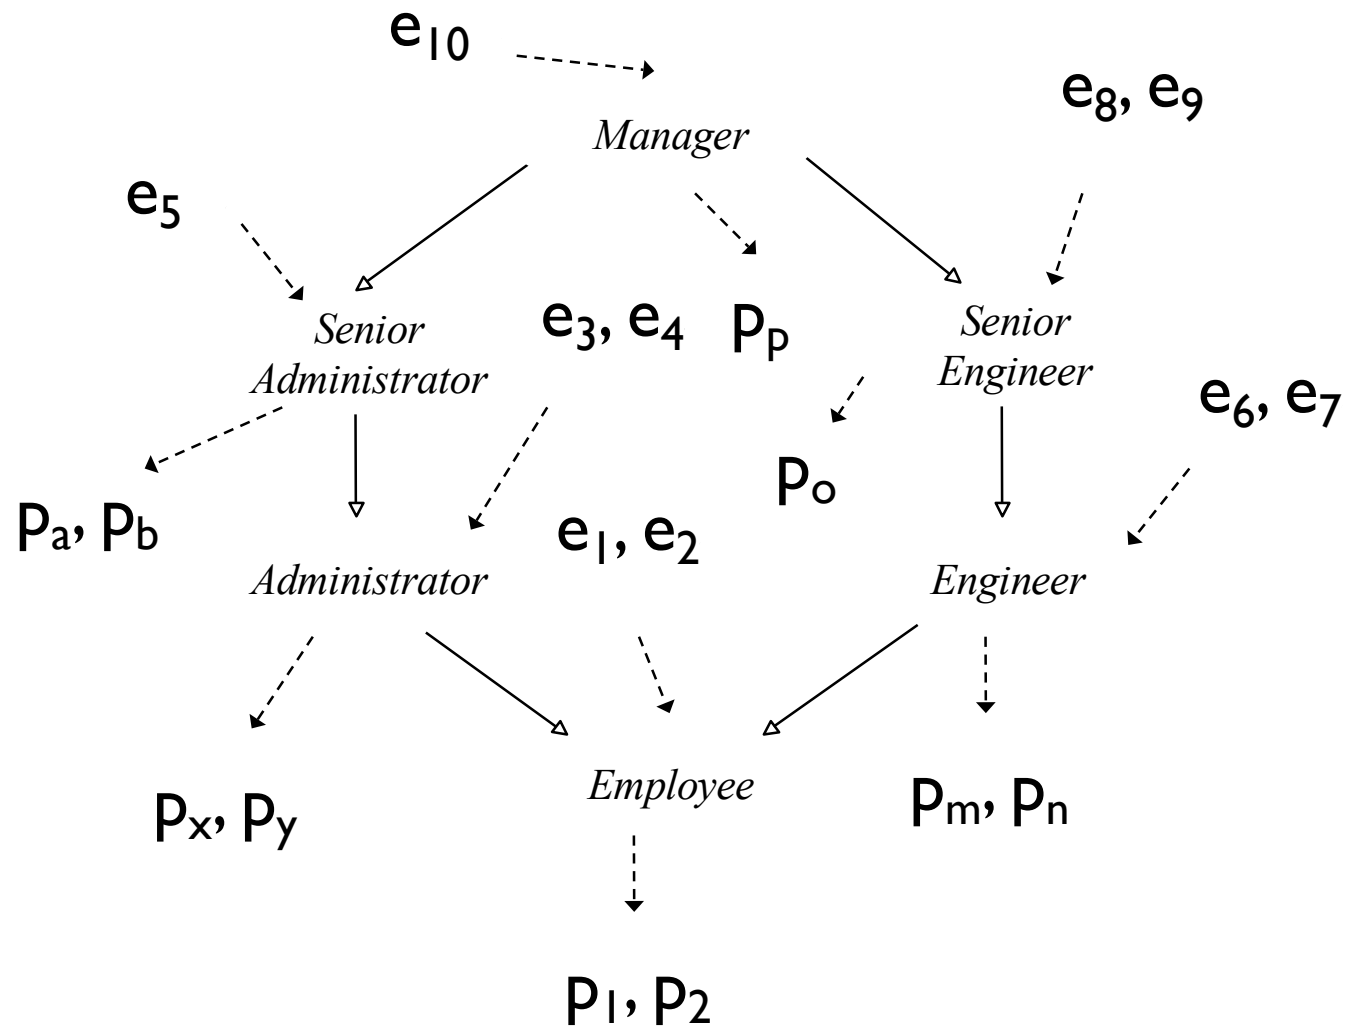 e10
e8, e9
Manager
e5
e3, e4
pp
Senior
Administrator
Senior
Engineer
e6, e7
po
pa, pb
e1, e2
Administrator
Engineer
px, py
Employee
pm, pn
p1, p2